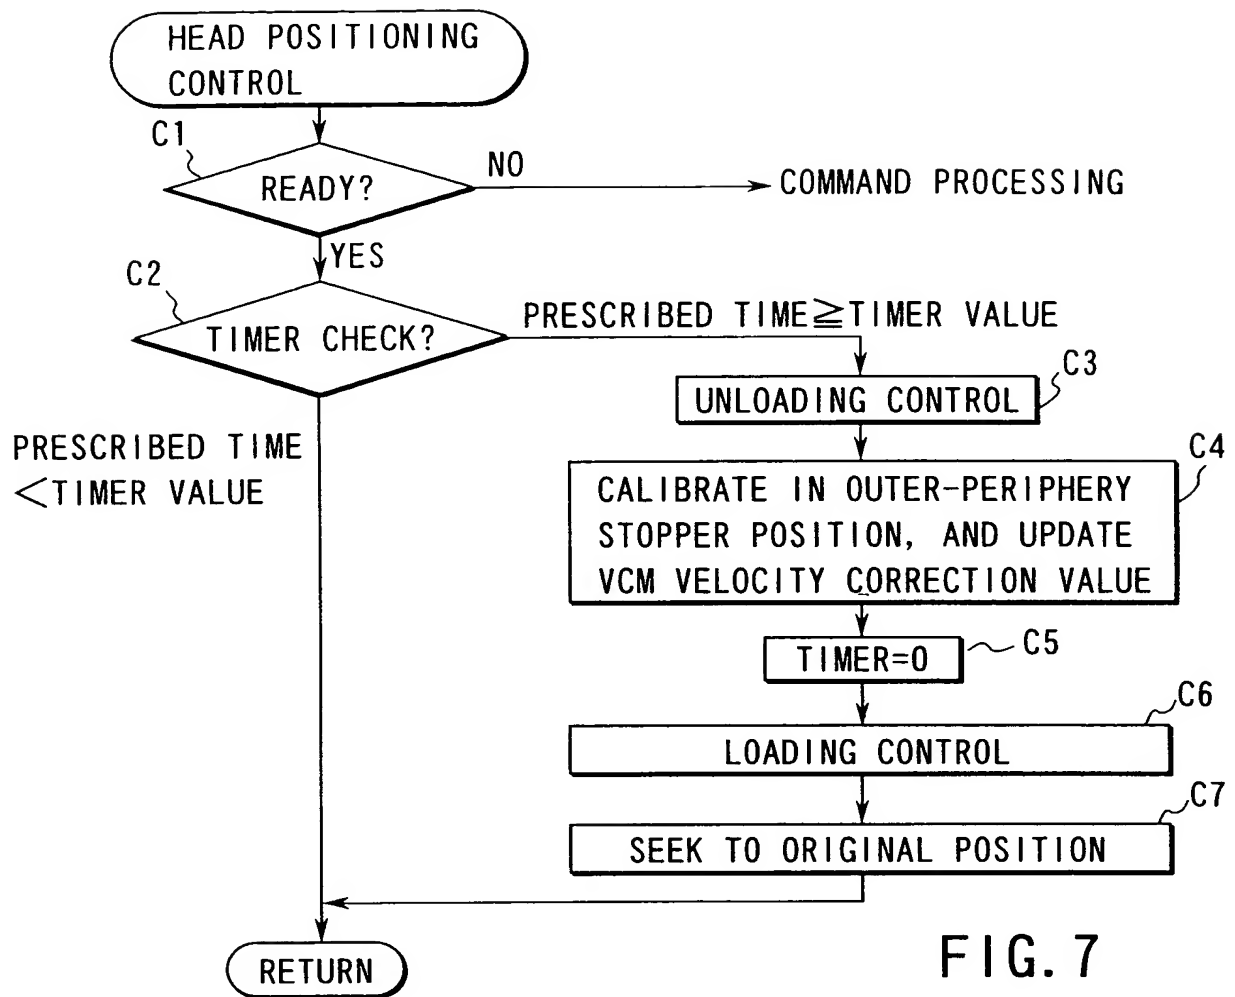 HEAD POSITIONING
CONTROL
C1
READY?
NO
COMMAND PROCESSING
YES
C2
TIMER CHECK?
PRESCRIBED TIME≧TIMER VALUE
C3
UNLOADING CONTROL
PRESCRIBED TIME
<TIMER VALUE
C4
CALIBRATE IN OUTER-PERIPHERY
STOPPER POSITION, AND UPDATE
VCM VELOCITY CORRECTION VALUE
C5
TIMER=0
C6
LOADING CONTROL
C7
SEEK TO ORIGINAL POSITION
RETURN
FIG. 7